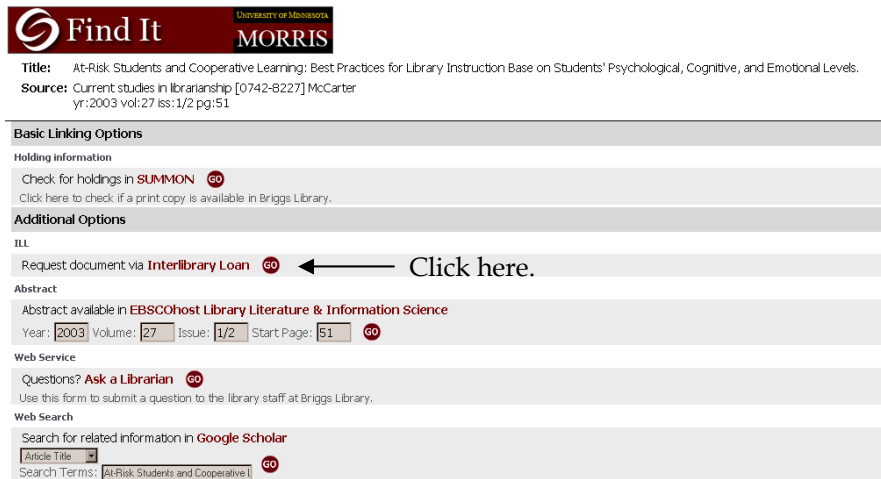 Find It
UNIVERSITY OF MINNESOTA
MORRIS
Title: At-Risk Students and Cooperative Learning: Best Practices for Library Instruction Base on Students' Psychological, Cognitive, and Emotional Levels.
Source: Current studies in librarianship [0742-8227] McCarter
yr:2003 vol:27 iss:1/2 pg:51
Basic Linking Options
Holding information
Check for holdings in SUMMON GO
Click here to check if a print copy is available in Briggs Library.
Additional Options
ILL
Request document via Interlibrary Loan GO Click here.
Abstract
Abstract available in EBSCOhost Library Literature & Information Science
Year: 2003 Volume: 27 Issue: 1/2 Start Page: 51 GO
Web Service
Questions? Ask a Librarian GO
Use this form to submit a question to the library staff at Briggs Library.
Web Search
Search for related information in Google Scholar
Article Title
Search Terms: At-Risk Students and Cooperative L GO